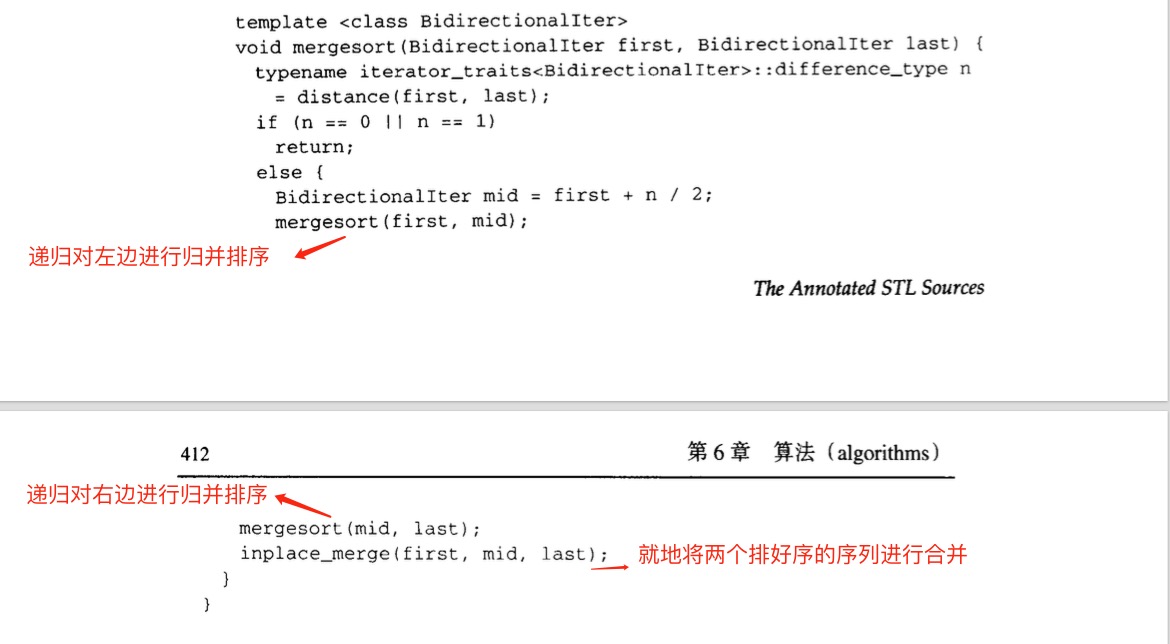 template <class BidirectionalIter>
void mergesort(BidirectionalIter first, BidirectionalIter last) {
typename iterator_traits<BidirectionalIter>::difference_type n
= distance(first, last);
if (n == 0 || n == 1)
return;
else {
BidirectionalIter mid = first + n / 2;
mergesort(first, mid);
递归对左边进行归并排序
The Annotated STL Sources
412 第 6 章 算法（algorithms）
递归对右边进行归并排序
mergesort(mid, last);
inplace_merge(first, mid, last); 就地将两个排好序的序列进行合并
}
}